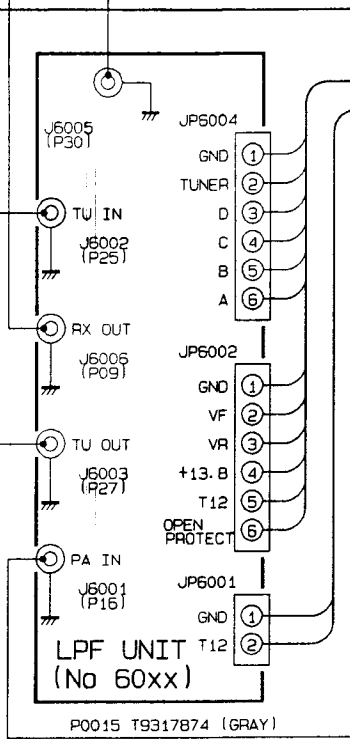 J6005
(P30)
JP6004
GND 1
TUNER 2
D 3
C 4
B 5
A 6
TU IN
J6002
(P25)
RX OUT
J6006
(P09)
JP6002
GND 1
VF 2
VR 3
+13.8 4
T12 5
OPEN
PROTECT 6
TU OUT
J6003
(P27)
PA IN
J6001
(P16)
JP6001
GND 1
T12 2
LPF UNIT
(No 60xx)
P0015 T9317874 (GRAY)